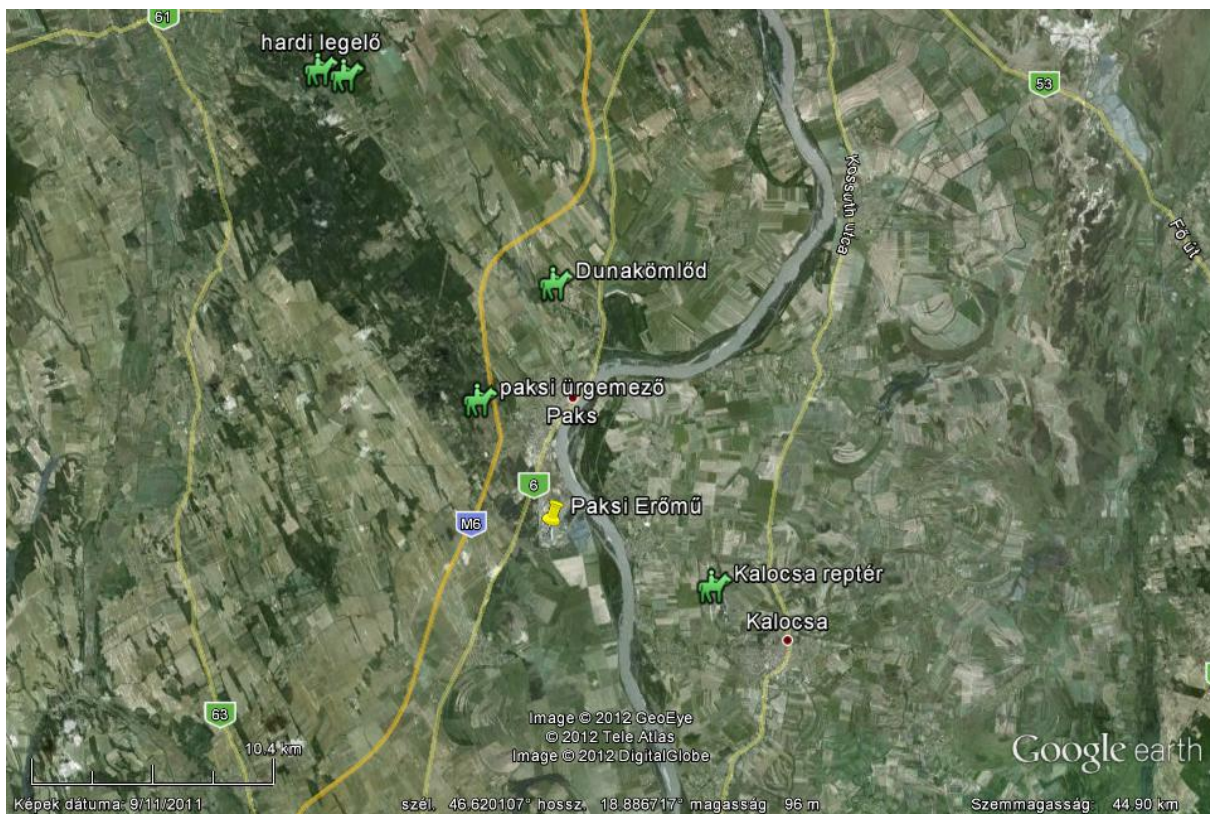 61
hardi legelő
53
Kossuth utca
Fő út
Dunakömlőd
paksi ürgemező
Paks
6
Paksi Erőmű
M6
Kalocsa reptér
Kalocsa
63
10.4 km
Image © 2012 GeoEye
© 2012 Tele Atlas
Image © 2012 DigitalGlobe
Google earth
Képek dátuma: 9/11/2011
szél. 46.620107° hossz. 18.886717° magasság 96 m
Szemmagasság: 44.90 km